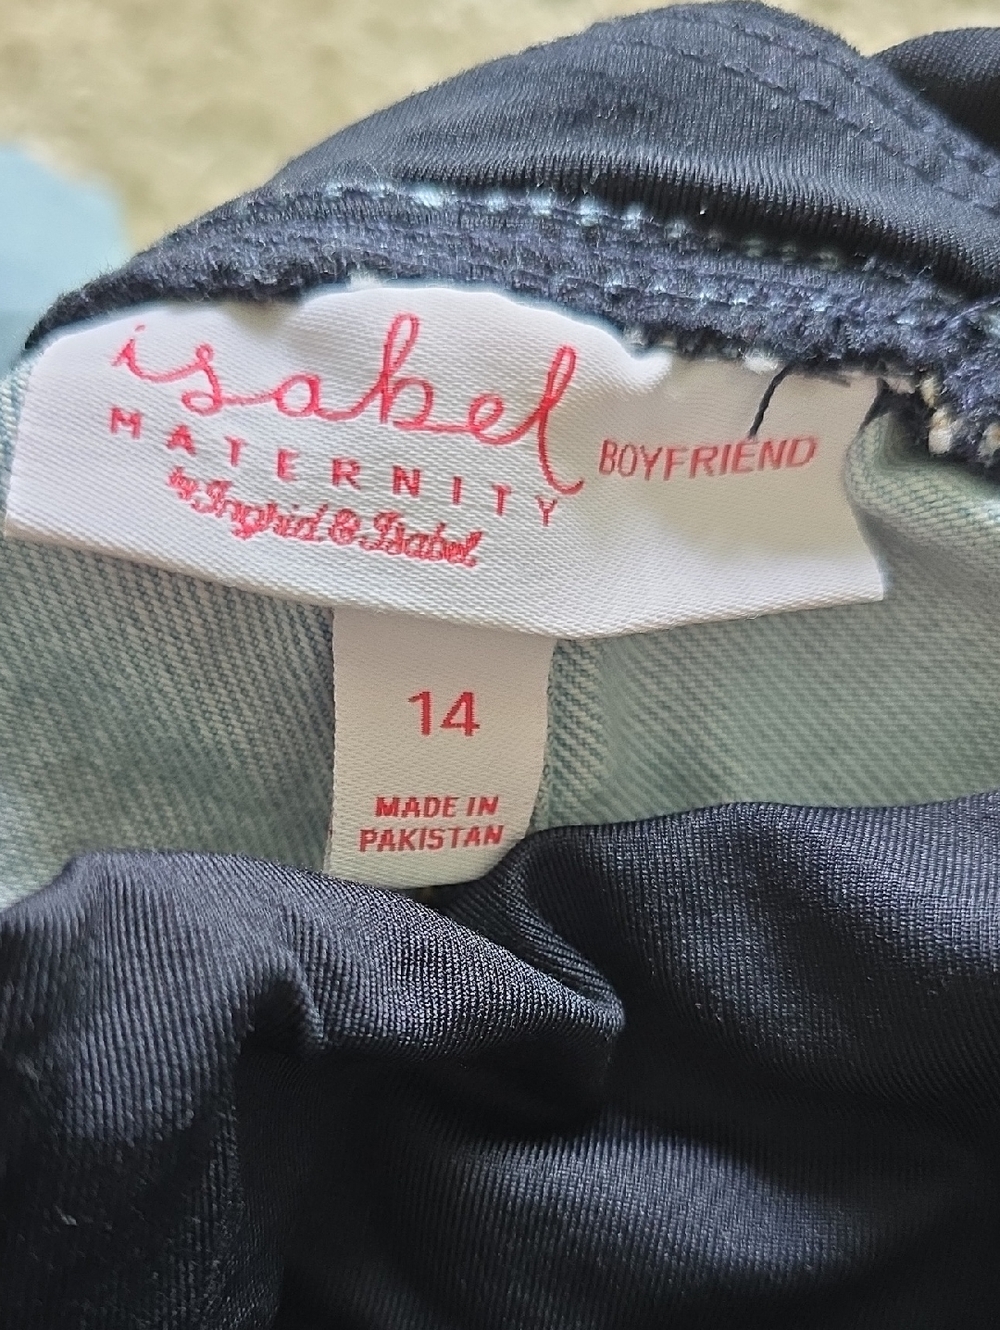 isabel
MATERNITY
by Ingrid & Isabel
BOYFRIEND
14
MADE IN
PAKISTAN